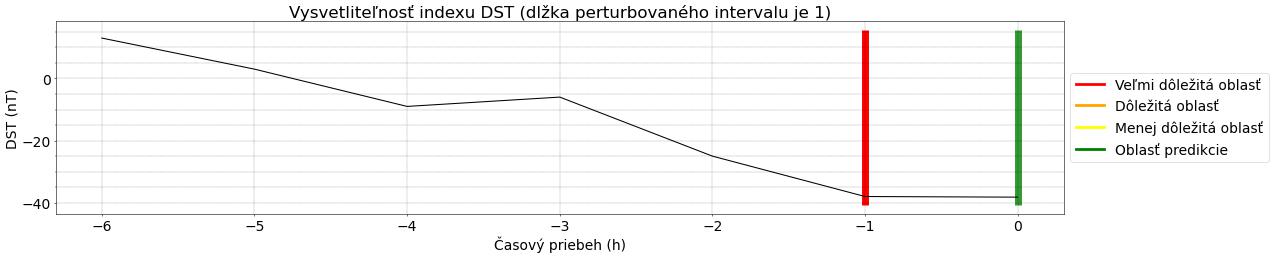 Vysvetliteľnosť indexu DST (dĺžka perturbovaného intervalu je 1)
DST (nT)
0
−20
−40
−6 −5 −4 −3 −2 −1 0
Časový priebeh (h)
Veľmi dôležitá oblasť
Dôležitá oblasť
Menej dôležitá oblasť
Oblasť predikcie